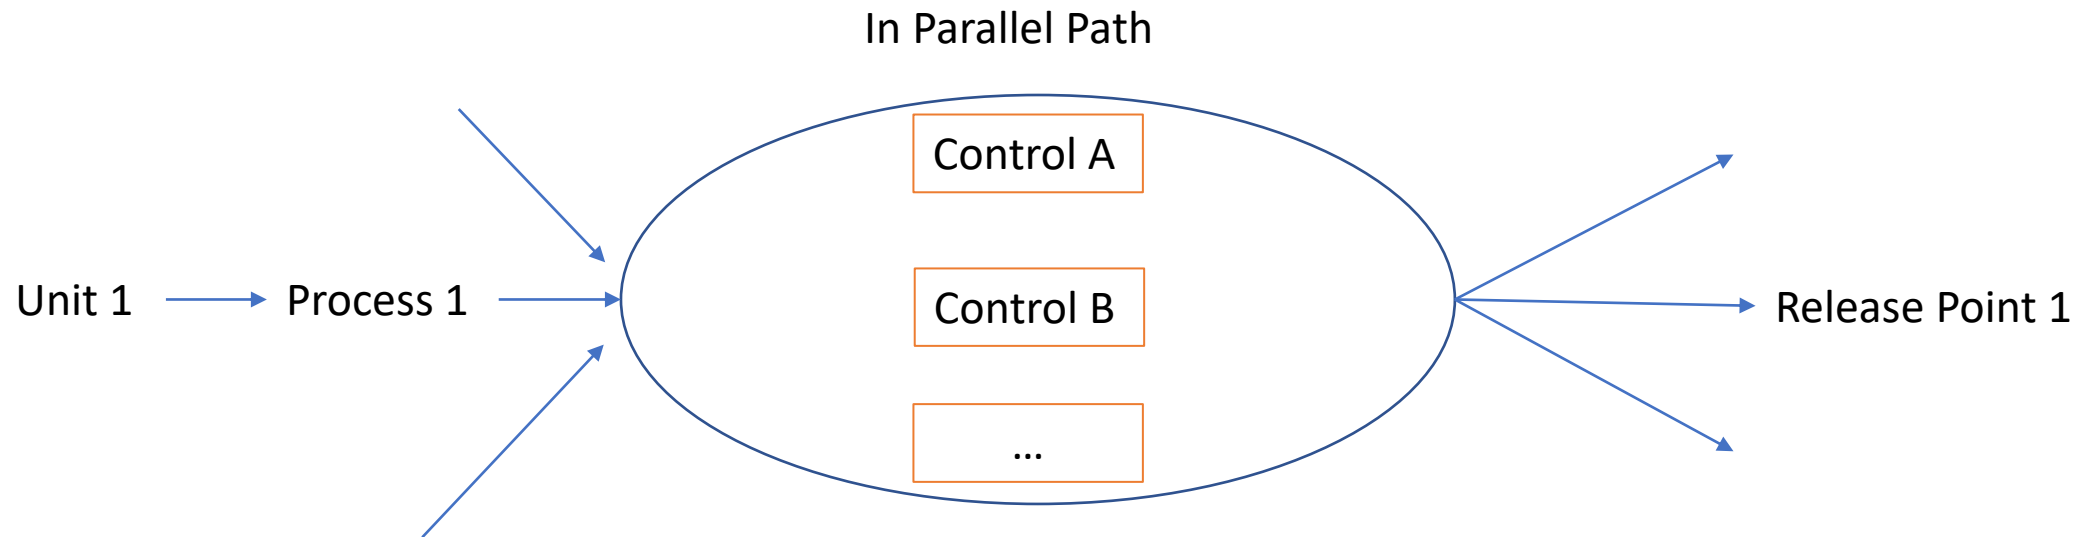 In Parallel Path
Control A
Unit 1
Process 1
Control B
Release Point 1
...